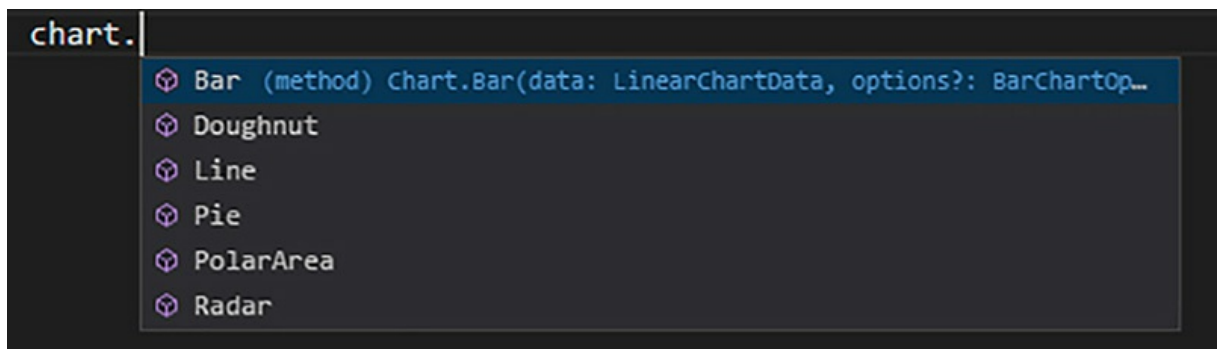 chart.
Bar (method) Chart.Bar(data: LinearChartData, options?: BarChartOp…
Doughnut
Line
Pie
PolarArea
Radar